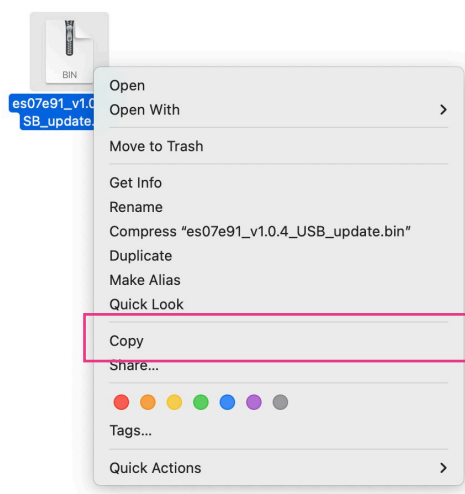 BIN
es07e91_v1.0
SB_update.
Open
Open With
Move to Trash
Get Info
Rename
Compress “es07e91_v1.0.4_USB_update.bin”
Duplicate
Make Alias
Quick Look
Copy
Share...
Tags...
Quick Actions